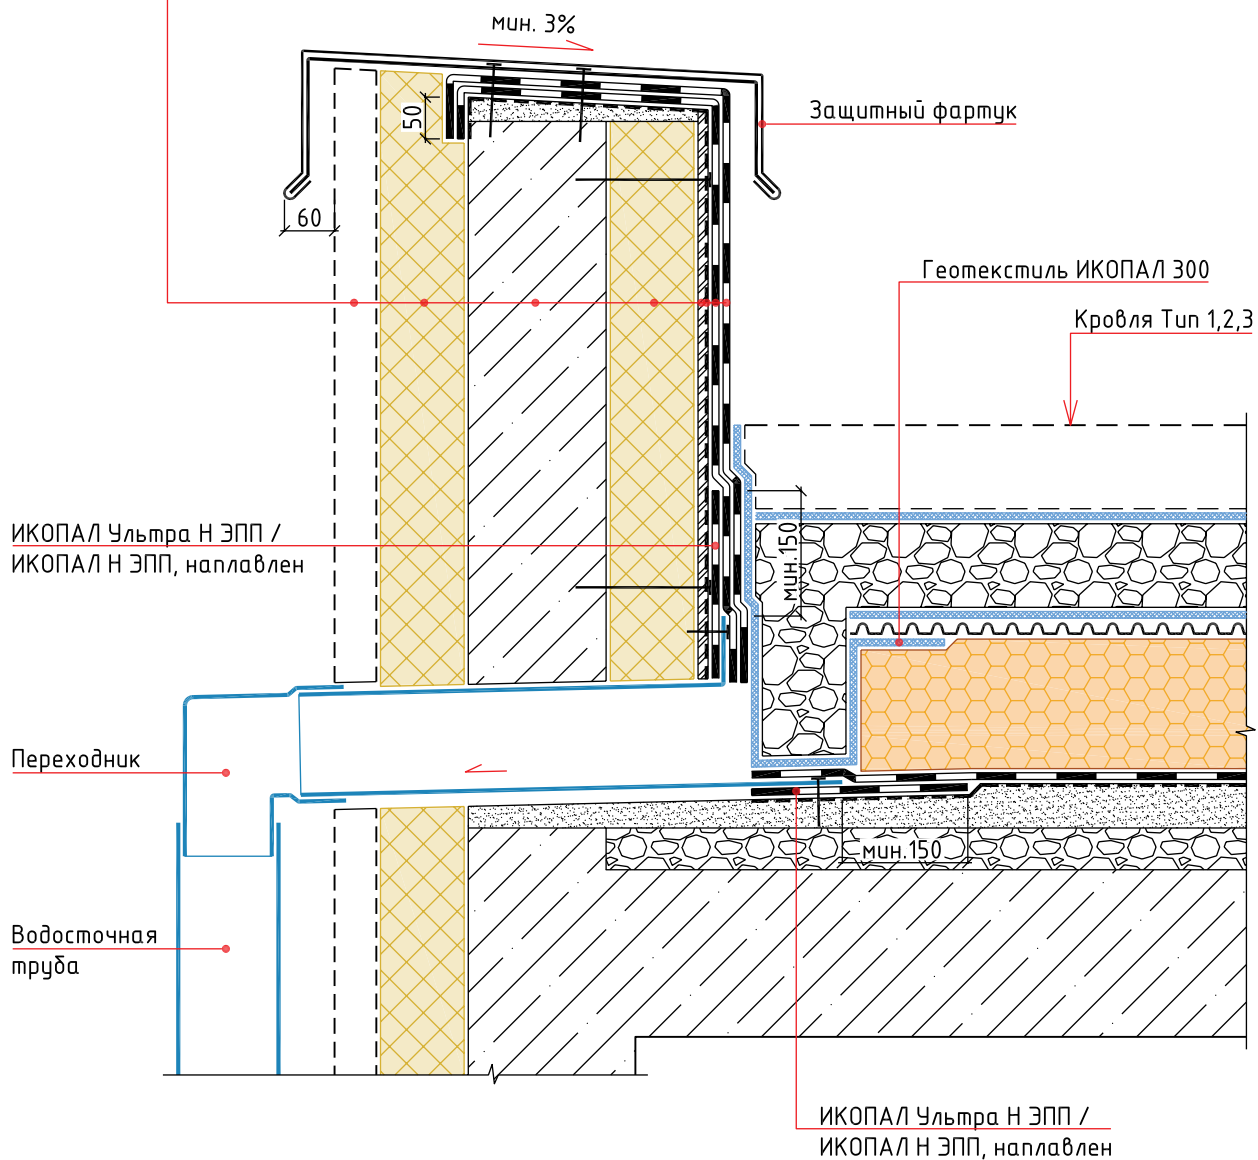 мин. 3%
Защитный фартук
50
60
Геотекстиль ИКОПАЛ 300
Кровля Тип 1,2,3
ИКОПАЛ Ультра Н ЭПП /
ИКОПАЛ Н ЭПП, наплавлен
мин.150
Переходник
мин.150
Водосточная
труба
ИКОПАЛ Ультра Н ЭПП /
ИКОПАЛ Н ЭПП, наплавлен